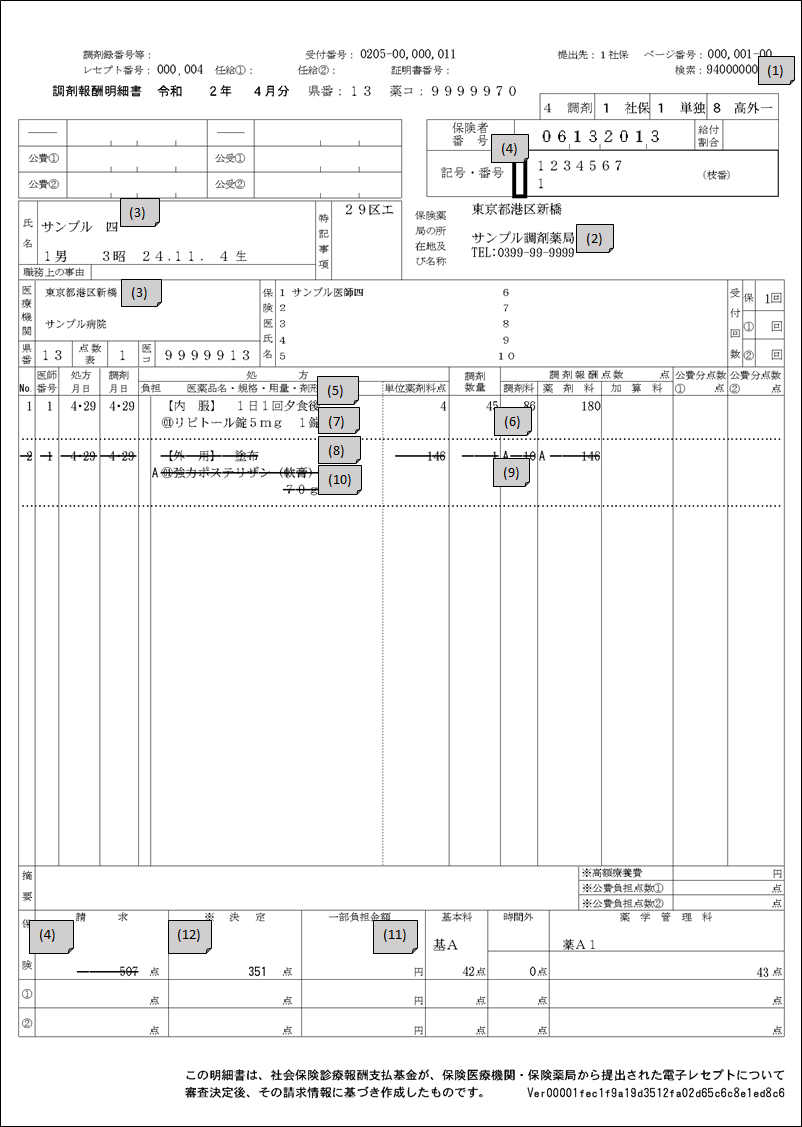 調剤録番号等： 受付番号：0205-00,000,011 提出先：1社保 ページ番号：000,001-00
レセプト番号：000,004 任給①： 任給②： 証明書番号： 検索：94000000
(1)
調剤報酬明細書 令和 2年 4月分 県番：13 薬コ：9999970
4 調剤 1 社保 1 単独 8 高外一
公費① 公受①
公費② 公受②
保険者番号 06132013 給付割合
(4)
記号・番号 1234567
1 (枝番)
氏名 サンプル 四 (3)
1男 3昭 24.11. 4生
職務上の事由
特記事項 29区エ
保険薬局の所在地及び名称
東京都港区新橋
サンプル調剤薬局 (2)
TEL:0399-99-9999
医療機関 東京都港区新橋 (3)
サンプル病院
県番 13 点数表 1 医コ 9999913
保険医氏名
1 サンプル医師四 6
2 7
3 8
4 9
5 10
受付回数 保 1回
① 回
② 回
No. 医師番号 処方月日 調剤月日 処方 単位薬剤料点 調剤数量 調剤報酬点数 点 公費分点数① 点 公費分点数② 点
負担 医薬品名・規格・用量・剤形 (5) 調剤料 薬剤料 加算料
1 1 4・29 4・29 【内 服】 1日1回夕食後 4 45 86 180
㊾リピトール錠5mg 1錠 (7) (6)
2 1 4・29 4・29 【外 用】 塗布 (8) 146 1 A 10 A 146
A 強力ポステリザン（軟膏） (10) (9)
70g
摘要
※高額療養費 円
※公費負担点数① 点
※公費負担点数② 点
保険 請求 ※決定 一部負担金額 基本料 時間外 薬学管理料
(4) (12) (11)
基A 薬A1
507 点 351 点 円 42点 0点 43点
① 点 点 円 点 点 点
② 点 点 円 点 点 点
この明細書は、社会保険診療報酬支払基金が、保険医療機関・保険薬局から提出された電子レセプトについて
審査決定後、その請求情報に基づき作成したものです。 Ver00001fec1f9a19d3512fa02d65c6c8e1ed8c6